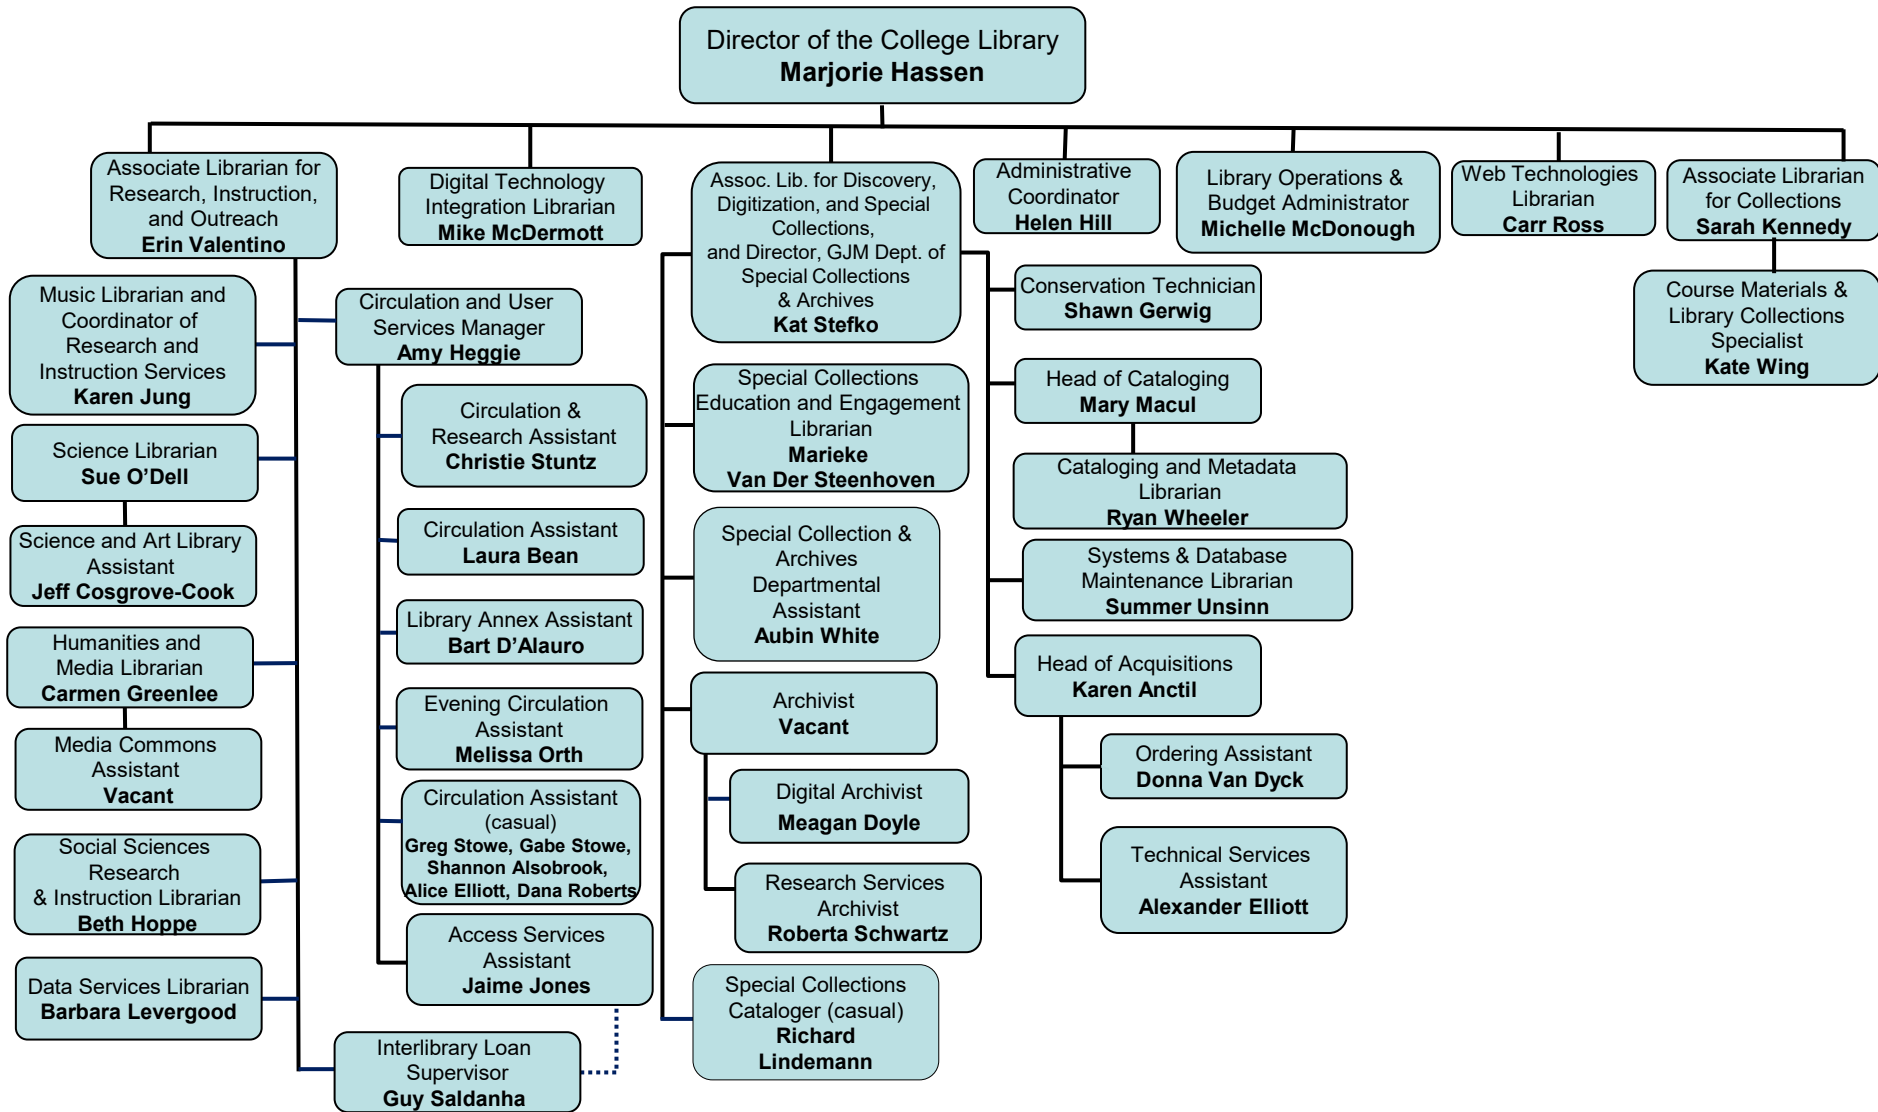 Director of the College Library
Marjorie Hassen
Associate Librarian for
Research, Instruction,
and Outreach
Erin Valentino
Digital Technology
Integration Librarian
Mike McDermott
Assoc. Lib. for Discovery,
Digitization, and Special
Collections,
and Director, GJM Dept. of
Special Collections
& Archives
Kat Stefko
Administrative
Coordinator
Helen Hill
Library Operations &
Budget Administrator
Michelle McDonough
Web Technologies
Librarian
Carr Ross
Associate Librarian
for Collections
Sarah Kennedy
Music Librarian and
Coordinator of
Research and
Instruction Services
Karen Jung
Science Librarian
Sue O’Dell
Science and Art Library
Assistant
Jeff Cosgrove-Cook
Humanities and
Media Librarian
Carmen Greenlee
Media Commons
Assistant
Vacant
Social Sciences
Research
& Instruction Librarian
Beth Hoppe
Data Services Librarian
Barbara Levergood
Circulation and User
Services Manager
Amy Heggie
Circulation &
Research Assistant
Christie Stuntz
Circulation Assistant
Laura Bean
Library Annex Assistant
Bart D’Alauro
Evening Circulation
Assistant
Melissa Orth
Circulation Assistant
(casual)
Greg Stowe, Gabe Stowe,
Shannon Alsobrook,
Alice Elliott, Dana Roberts
Access Services
Assistant
Jaime Jones
Interlibrary Loan
Supervisor
Guy Saldanha
Special Collections
Education and Engagement
Librarian
Marieke
Van Der Steenhoven
Special Collection &
Archives
Departmental
Assistant
Aubin White
Archivist
Vacant
Digital Archivist
Meagan Doyle
Research Services
Archivist
Roberta Schwartz
Special Collections
Cataloger (casual)
Richard
Lindemann
Conservation Technician
Shawn Gerwig
Head of Cataloging
Mary Macul
Cataloging and Metadata
Librarian
Ryan Wheeler
Systems & Database
Maintenance Librarian
Summer Unsinn
Head of Acquisitions
Karen Anctil
Ordering Assistant
Donna Van Dyck
Technical Services
Assistant
Alexander Elliott
Course Materials &
Library Collections
Specialist
Kate Wing